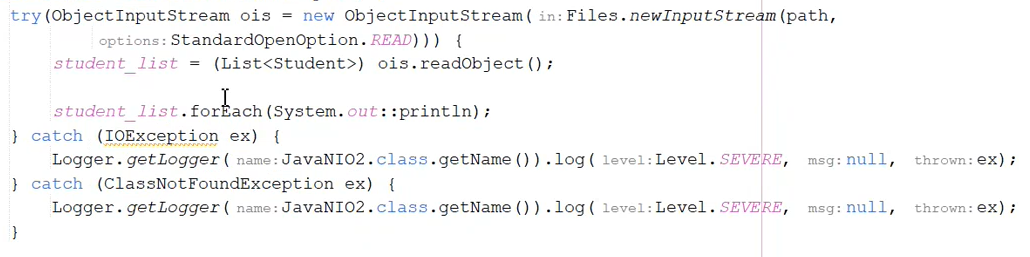 try(ObjectInputStream ois = new ObjectInputStream( in: Files.newInputStream(path,
options: StandardOpenOption.READ))) {
student_list = (List<Student>) ois.readObject();
student_list.forEach(System.out::println);
} catch (IOException ex) {
Logger.getLogger( name: JavaNIO2.class.getName()).log( level: Level.SEVERE, msg: null, thrown: ex);
} catch (ClassNotFoundException ex) {
Logger.getLogger( name: JavaNIO2.class.getName()).log( level: Level.SEVERE, msg: null, thrown: ex);
}